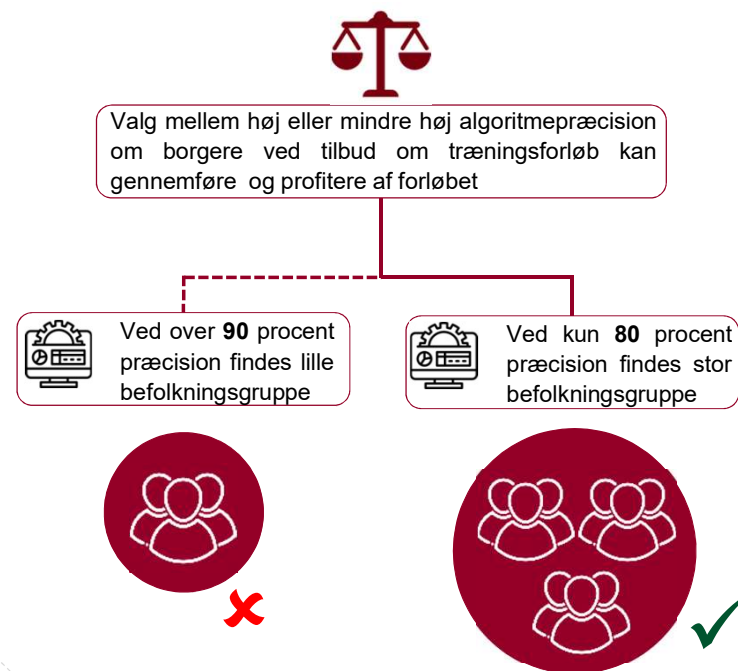 Valg mellem høj eller mindre høj algoritmepræcision
om borgere ved tilbud om træningsforløb kan
gennemføre og profitere af forløbet
Ved over 90 procent
præcision findes lille
befolkningsgruppe
Ved kun 80 procent
præcision findes stor
befolkningsgruppe